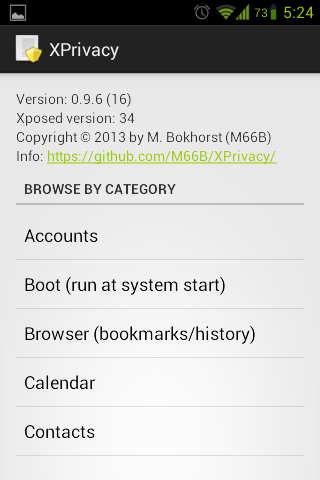 73 5:24
XPrivacy
Version: 0.9.6 (16)
Xposed version: 34
Copyright © 2013 by M. Bokhorst (M66B)
Info: https://github.com/M66B/XPrivacy/
BROWSE BY CATEGORY
Accounts
Boot (run at system start)
Browser (bookmarks/history)
Calendar
Contacts